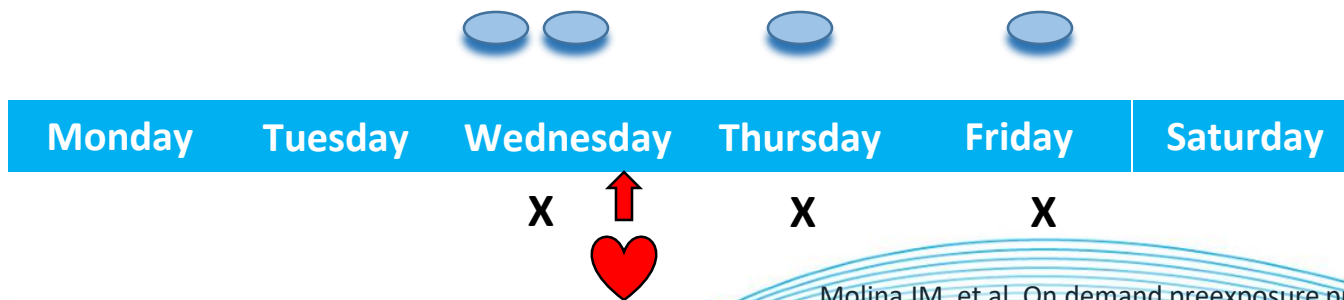 Monday Tuesday Wednesday Thursday Friday Saturday
X X X
Molina JM, et al. On demand preexposure